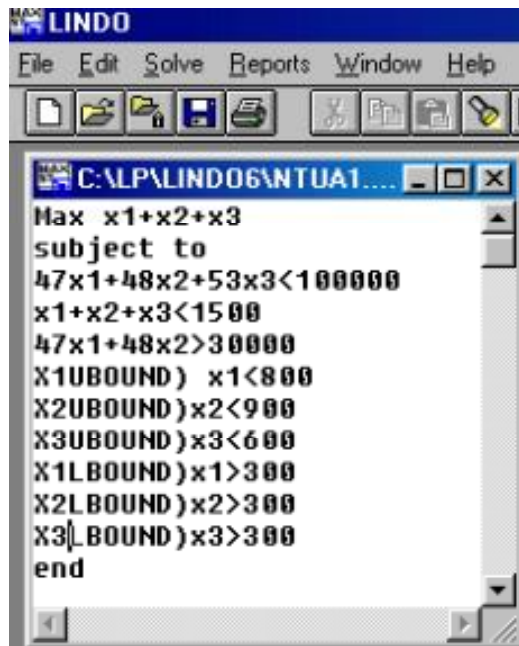 LINDO
File Edit Solve Reports Window Help
C:\LP\LINDO6\NTUA1....
Max x1+x2+x3
subject to
47x1+48x2+53x3<100000
x1+x2+x3<1500
47x1+48x2>30000
X1UBOUND) x1<800
X2UBOUND)x2<900
X3UBOUND)x3<600
X1LBOUND)x1>300
X2LBOUND)x2>300
X3LBOUND)x3>300
end